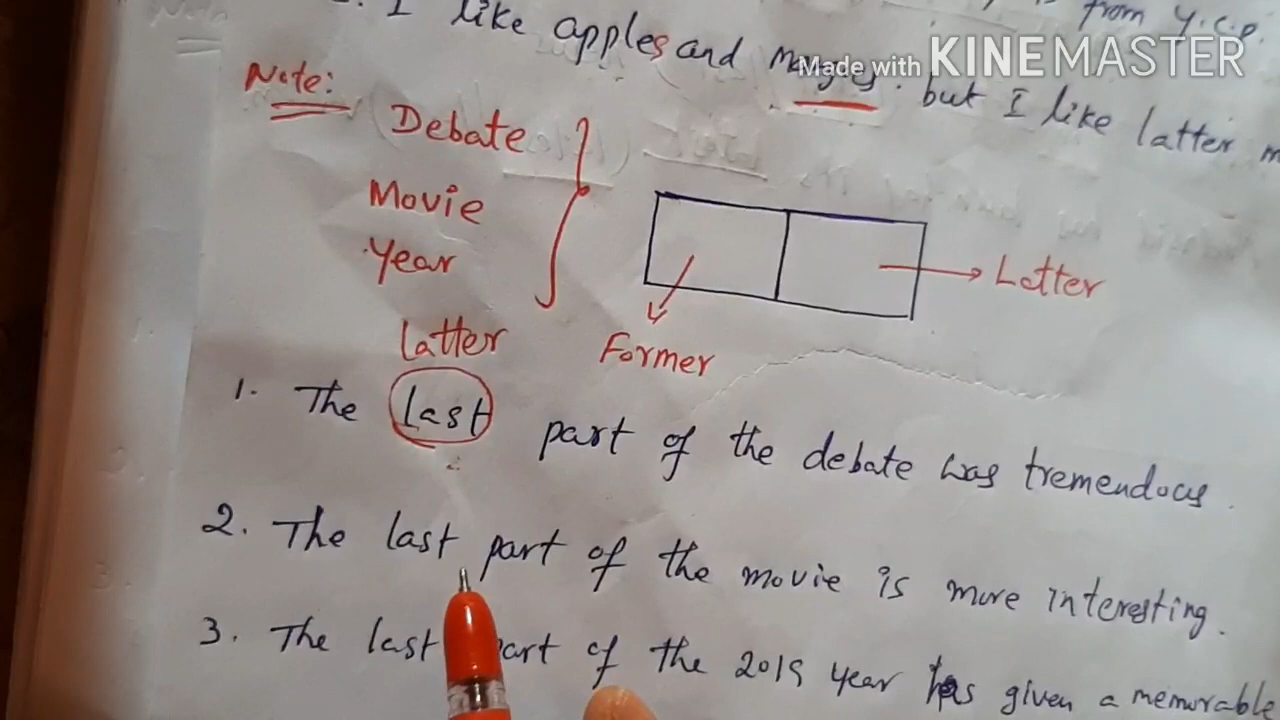 from Y.C.P.
I like apples and mangoes. but I like latter
Made with KINEMASTER
Note:
Debate
Movie
Year
Latter
Former
latter
1. The last part of the debate was tremendous.
2. The last part of the movie is more interesting.
3. The last part of the 2019 year has given a memorable